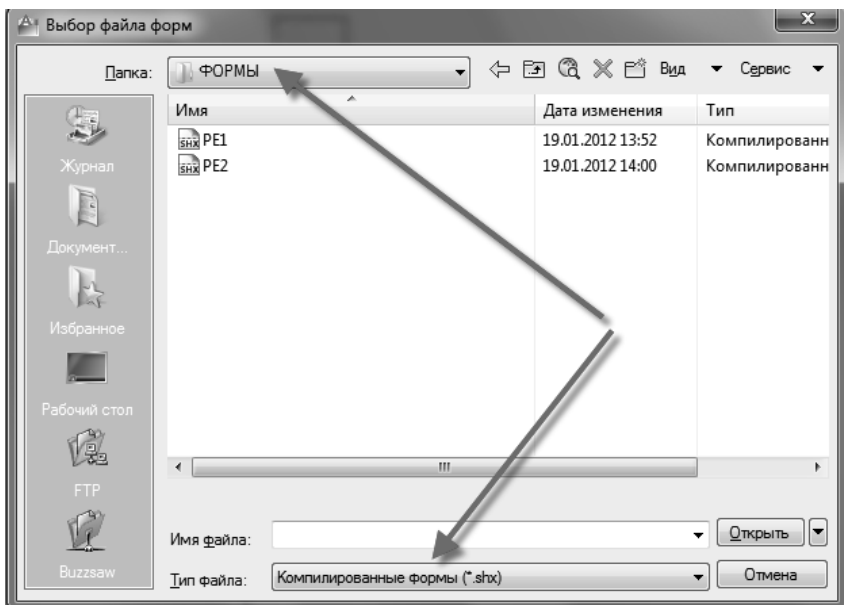 Выбор файла форм
Папка: ФОРМЫ Вид Сервис
Имя Дата изменения Тип
SHX PE1 19.01.2012 13:52 Компилированн
SHX PE2 19.01.2012 14:00 Компилированн
Журнал
Документ...
Избранное
Рабочий стол
FTP
Buzzsaw
Имя файла: Открыть
Тип файла: Компилированные формы (*.shx) Отмена